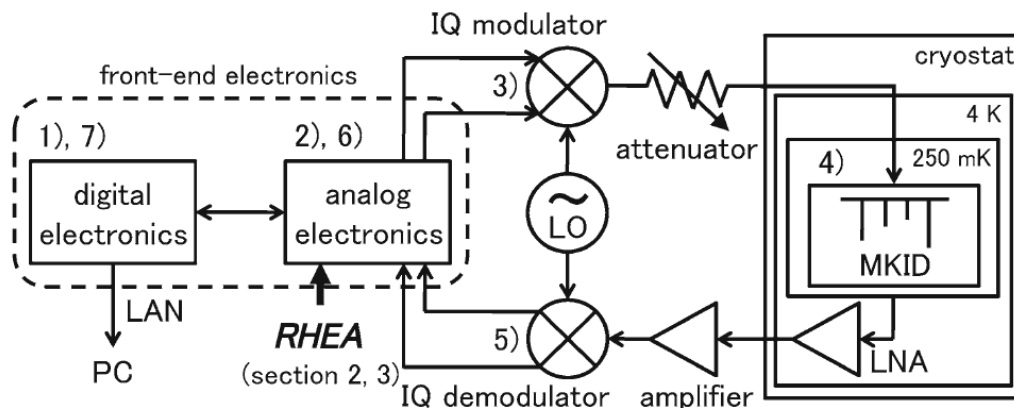 IQ modulator
cryostat
front-end electronics
3)
4 K
1), 7)
2), 6)
attenuator
4)
250 mK
digital
electronics
analog
electronics
~
LO
MKID
LAN
RHEA
5)
PC
(section 2, 3)
IQ demodulator
amplifier
LNA